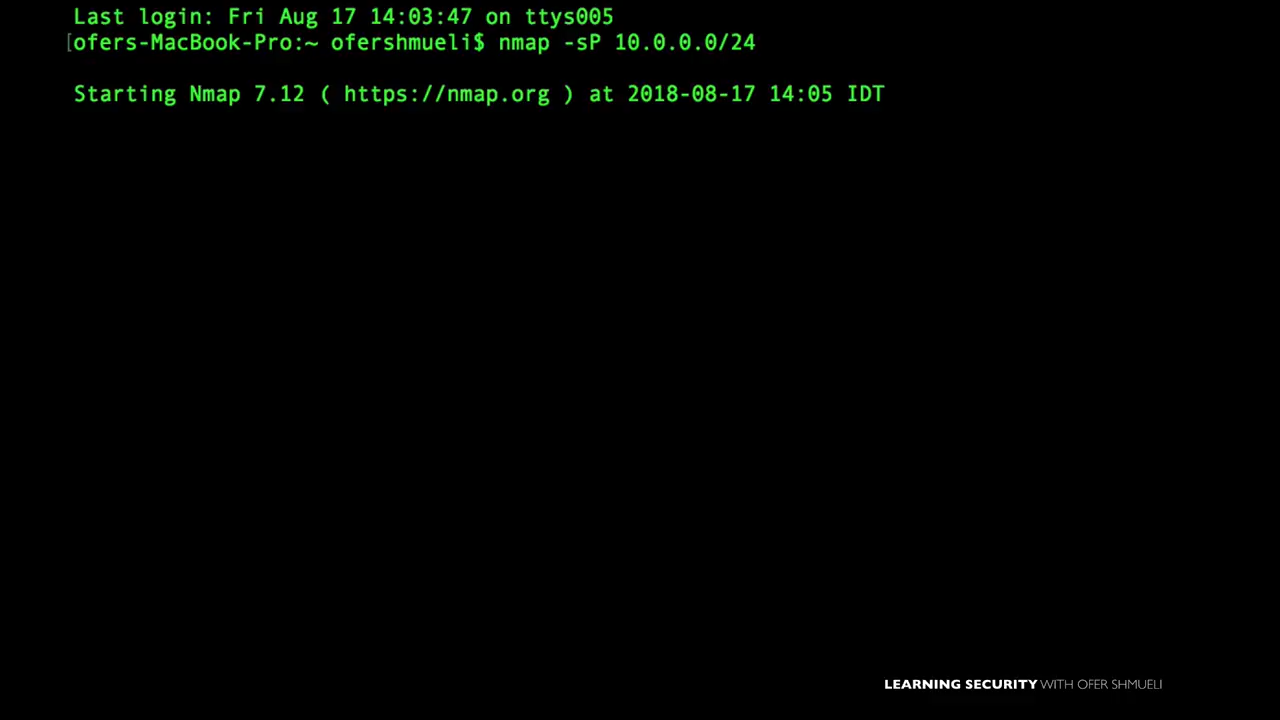 Last login: Fri Aug 17 14:03:47 on ttys005
[ofers-MacBook-Pro:~ ofershmueli$ nmap -sP 10.0.0.0/24
Starting Nmap 7.12 ( https://nmap.org ) at 2018-08-17 14:05 IDT
LEARNING SECURITY WITH OFER SHMUELI